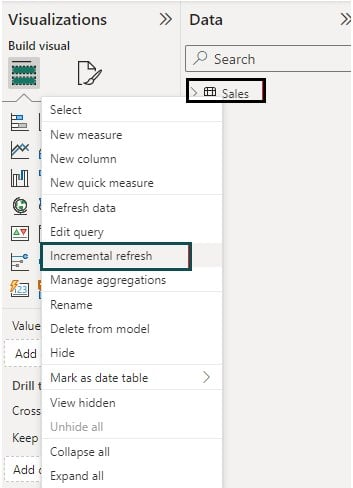 Visualizations >> Data >>
Build visual
Search
Sales
Select
New measure
New column
New quick measure
Refresh data
Edit query
Incremental refresh
Manage aggregations
Rename
Delete from model
Hide
Value
Add
Mark as date table
Drill t
View hidden
Cross
Unhide all
Keep
Collapse all
Add d
Expand all
123